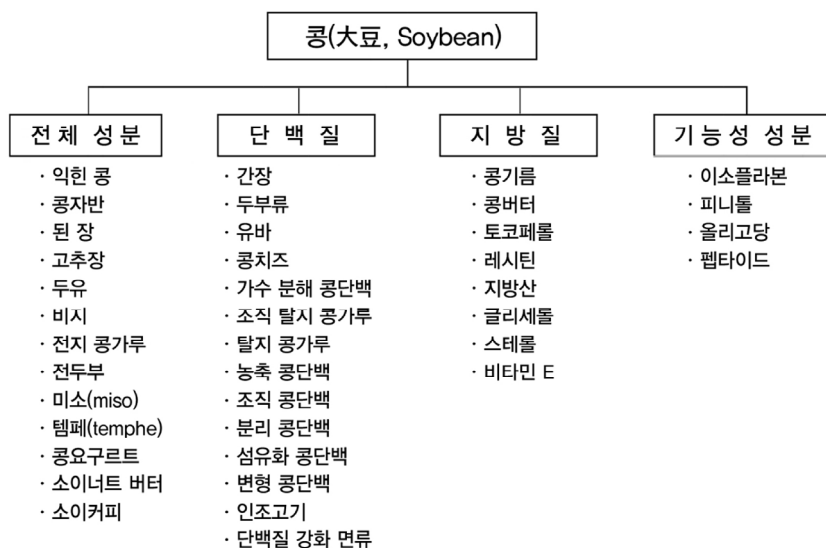 콩(大豆, Soybean)
전체 성분
· 익힌 콩
· 콩자반
· 된 장
· 고추장
· 두유
· 비시
· 전지 콩가루
· 전두부
· 미소(miso)
· 템페(temphe)
· 콩요구르트
· 소이너트 버터
· 소이커피
단백질
· 간장
· 두부류
· 유바
· 콩치즈
· 가수 분해 콩단백
· 조직 탈시 콩가루
· 탈지 콩가루
· 농축 콩단백
· 조직 콩단백
· 분리 콩단백
· 섬유화 콩단백
· 변형 콩단백
· 인조고기
· 단백질 강화 면류
지방질
· 콩기름
· 콩버터
· 토코페롤
· 레시틴
· 지방산
· 글리세돌
· 스테롤
· 비타민 E
기능성 성분
· 이소플라본
· 피니톨
· 올리고당
· 펩타이드